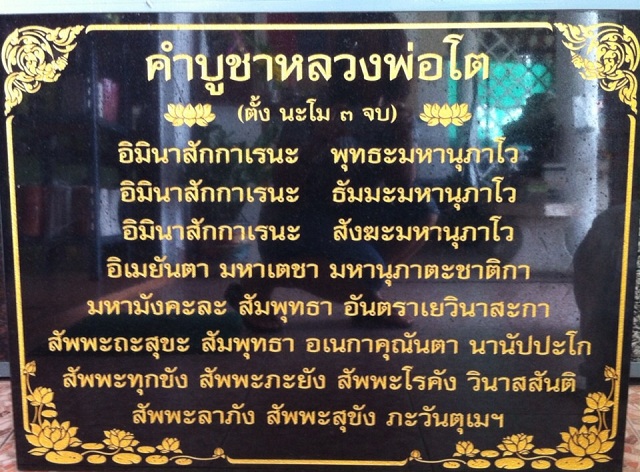 คำบูชาหลวงพ่อโต
(ตั้ง นะโม ๓ จบ)
อิมินาสักกาเรนะ พุทธะมหานุภาโว
อิมินาสักกาเรนะ ธัมมะมหานุภาโว
อิมินาสักกาเรนะ สังฆะมหานุภาโว
อิเมยันตา มหาเตชา มหานุภาตะชาติกา
มหามังคะละ สัมพุทธา อันตราเยวินาสะกา
สัพพะถะสุขะ สัมพุทธา อเนกาคุณันตา นานัปปะโก
สัพพะทุกขัง สัพพะภะยัง สัพพะโรคัง วินาสสันติ
สัพพะลาภัง สัพพะสุขัง ภะวันตุเมฯ